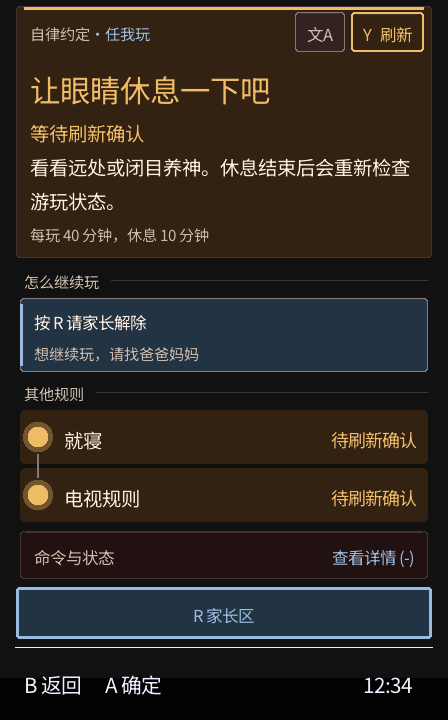 自律约定·任我玩
文A
Y 刷新
让眼睛休息一下吧
等待刷新确认
看看远处或闭目养神。休息结束后会重新检查
游玩状态。
每玩 40 分钟，休息 10 分钟
怎么继续玩
按 R 请家长解除
想继续玩，请找爸爸妈妈
其他规则
就寝 待刷新确认
电视规则 待刷新确认
命令与状态 查看详情 (-)
R 家长区
B 返回 A 确定 12:34